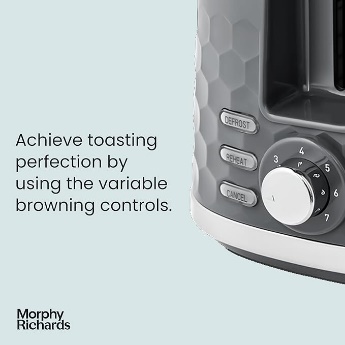 Achieve toasting
perfection by
using the variable
browning controls.
DEFROST
REHEAT
CANCEL
3
4
5
6
7
Morphy
Richards